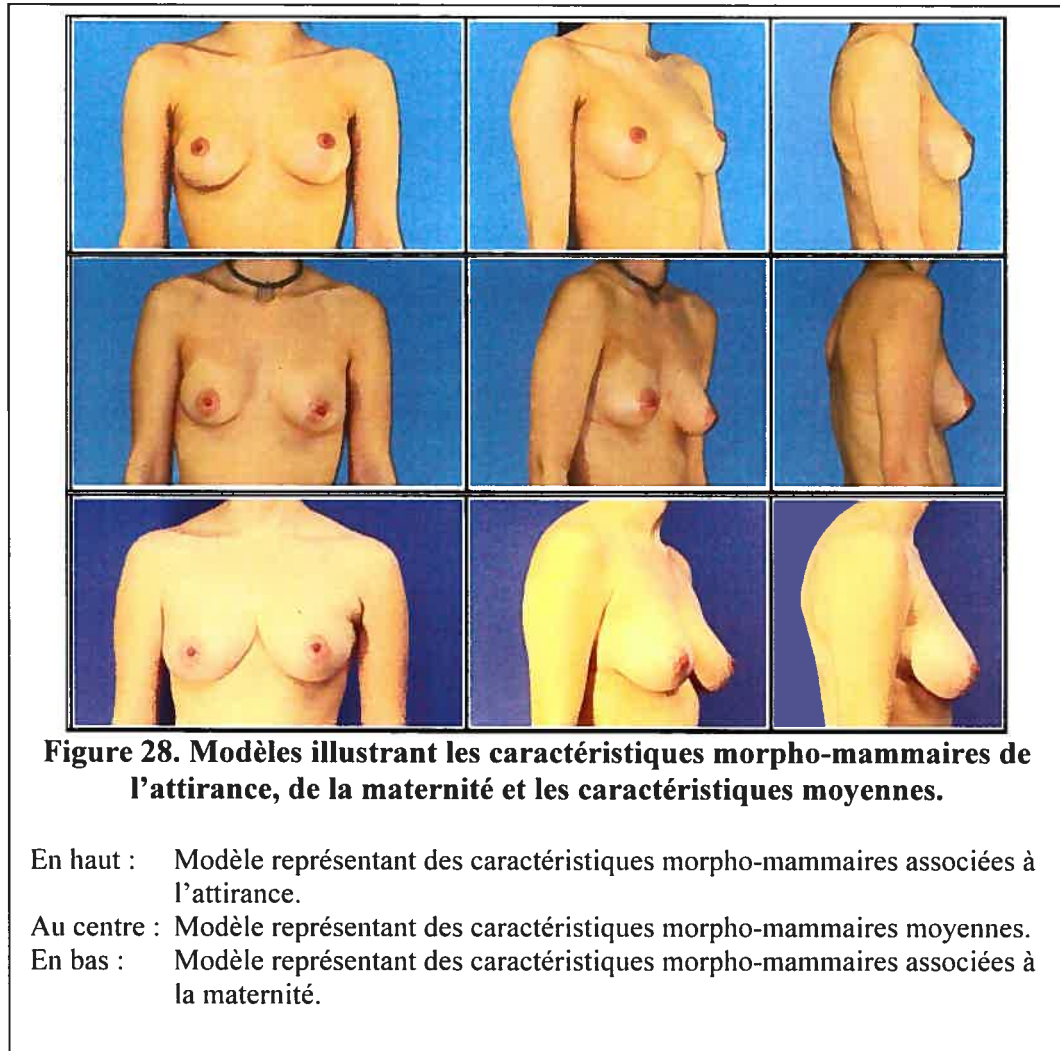 Figure 28. Modèles illustrant les caractéristiques morpho-mammaires de
l'attirance, de la maternité et les caractéristiques moyennes.
En haut : Modèle représentant des caractéristiques morpho-mammaires associées à
l'attirance.
Au centre : Modèle représentant des caractéristiques morpho-mammaires moyennes.
En bas : Modèle représentant des caractéristiques morpho-mammaires associées à
la maternité.